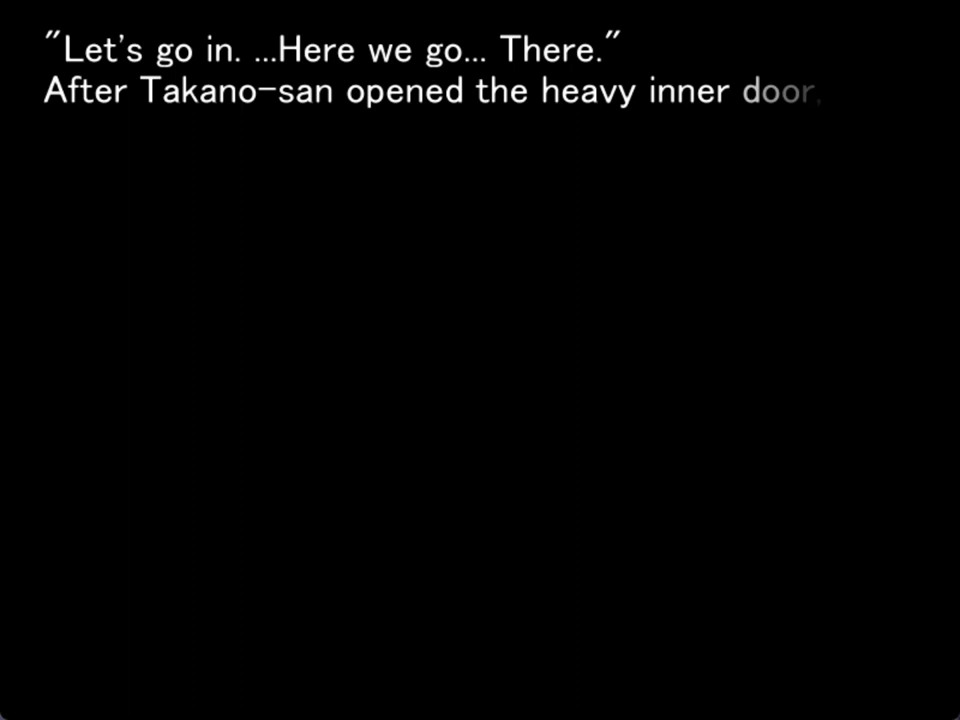 "Let's go in. ...Here we go... There."
After Takano-san opened the heavy inner door,